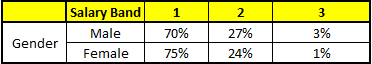 Salary Band 1 2 3
Gender Male 70% 27% 3%
Female 75% 24% 1%